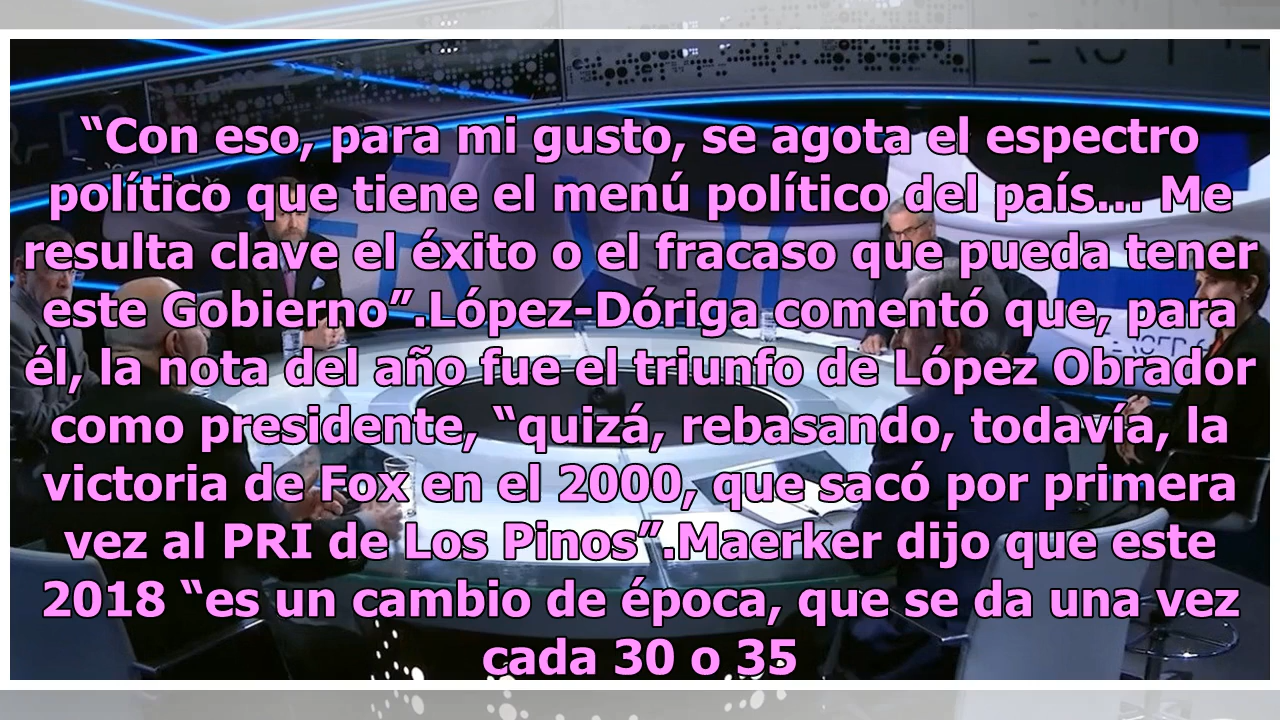 “Con eso, para mi gusto, se agota el espectro
político que tiene el menú político del país... Me
resulta clave el éxito o el fracaso que pueda tener
este Gobierno”.López-Dóriga comentó que, para
él, la nota del año fue el triunfo de López Obrador
como presidente, “quizá, rebasando, todavía, la
victoria de Fox en el 2000, que sacó por primera
vez al PRI de Los Pinos”.Maerker dijo que este
2018 “es un cambio de época, que se da una vez
cada 30 o 35